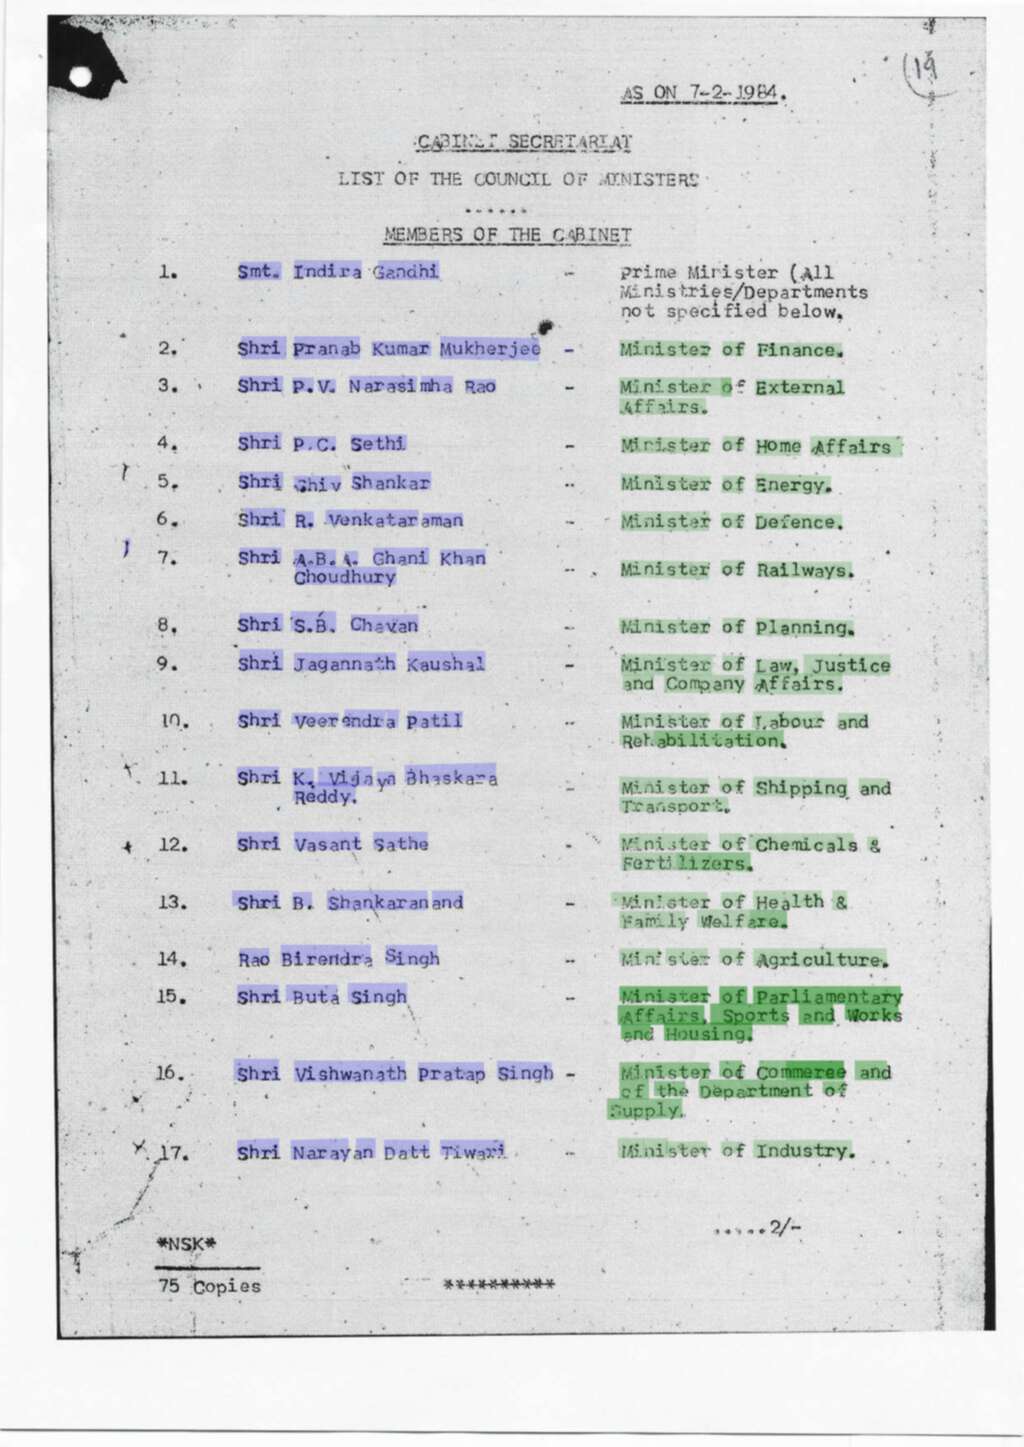 19
AS ON 7-2-1984.
CABINET SECRETARIAT
LIST OF THE COUNCIL OF MINISTERS
......
MEMBERS OF THE CABINET
1. Smt. Indira Gandhi - Prime Minister (All
Ministries/Departments
not specified below.
2. Shri Pranab Kumar Mukherjee - Minister of Finance.
3. Shri P.V. Narasimha Rao - Minister of External
Affairs.
4. Shri P.C. Sethi - Minister of Home Affairs
5. Shri Shiv Shankar - Minister of Energy.
6. Shri R. Venkataraman - Minister of Defence.
7. Shri A.B.A. Ghani Khan
Choudhury - Minister of Railways.
8. Shri S.B. Chavan - Minister of Planning.
9. Shri Jagannath Kaushal - Minister of Law, Justice
and Company Affairs.
10. Shri Veerendra Patil - Minister of Labour and
Rehabilitation.
11. Shri K. Vijaya Bhaskara
Reddy. Minister of Shipping and
Transport.
12. Shri Vasant Sathe - Minister of Chemicals &
Fertilizers.
13. Shri B. Shankaranand - Minister of Health &
Family Welfare.
14. Rao Birendra Singh - Minister of Agriculture.
15. Shri Buta Singh - Minister of Parliamentary
Affairs, Sports and Works
and Housing.
16. Shri Vishwanath Pratap Singh - Minister of Commerce and
of the Department of
Supply.
17. Shri Narayan Datt Tiwari - Minister of Industry.
.....2/-
*NSK*
75 Copies
**********